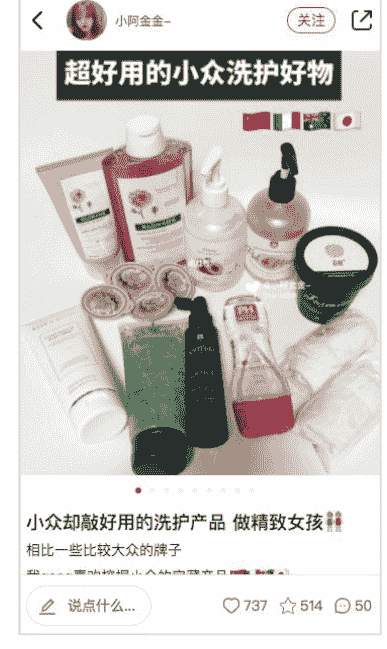 小阿金金~
关注
超好用的小众洗护好物
小众却敲好用的洗护产品 做精致女孩👭
相比一些比较大众的牌子
说点什么...
737
514
50